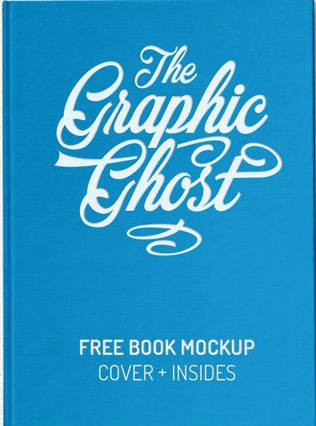 The
Graphic
Ghost
FREE BOOK MOCKUP
COVER + INSIDES